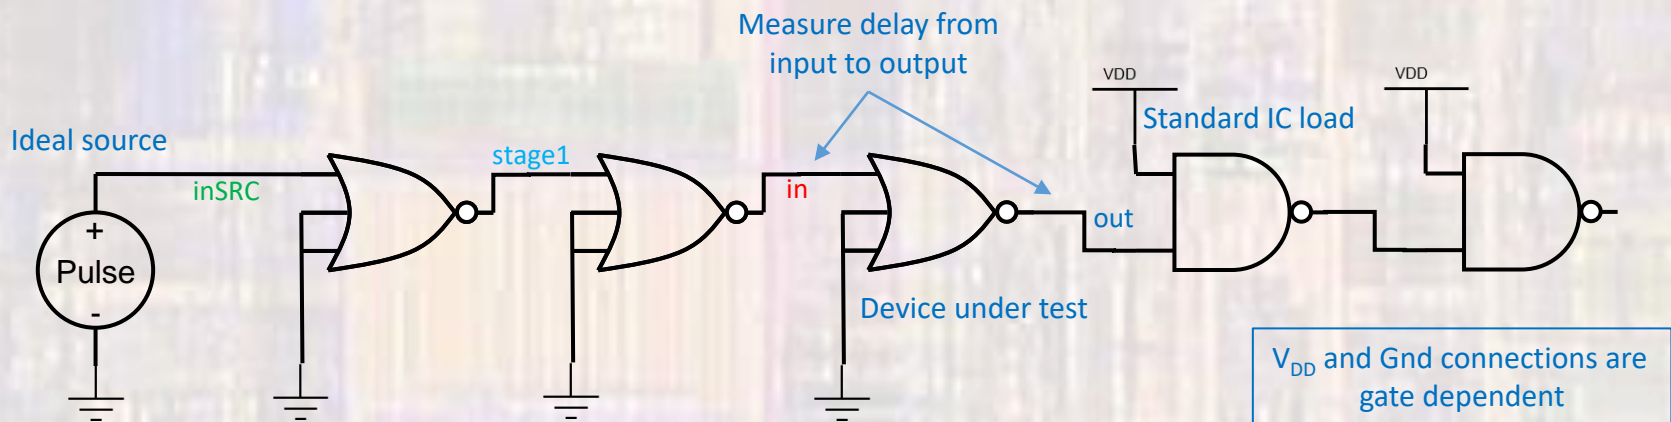 Measure delay from
input to output
VDD
VDD
Ideal source
Standard IC load
stage1
inSRC
in
out
+
Pulse
-
Device under test
V_DD and Gnd connections are
gate dependent